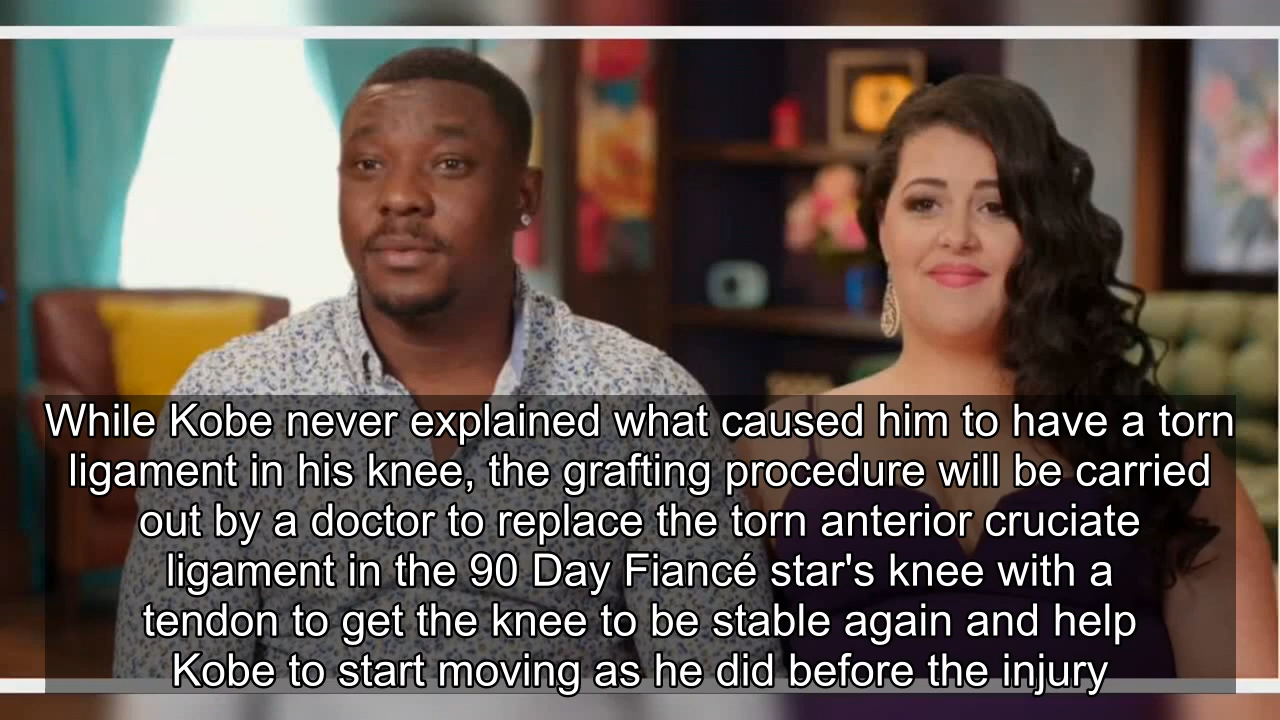 While Kobe never explained what caused him to have a torn
ligament in his knee, the grafting procedure will be carried
out by a doctor to replace the torn anterior cruciate
ligament in the 90 Day Fiancé star's knee with a
tendon to get the knee to be stable again and help
Kobe to start moving as he did before the injury